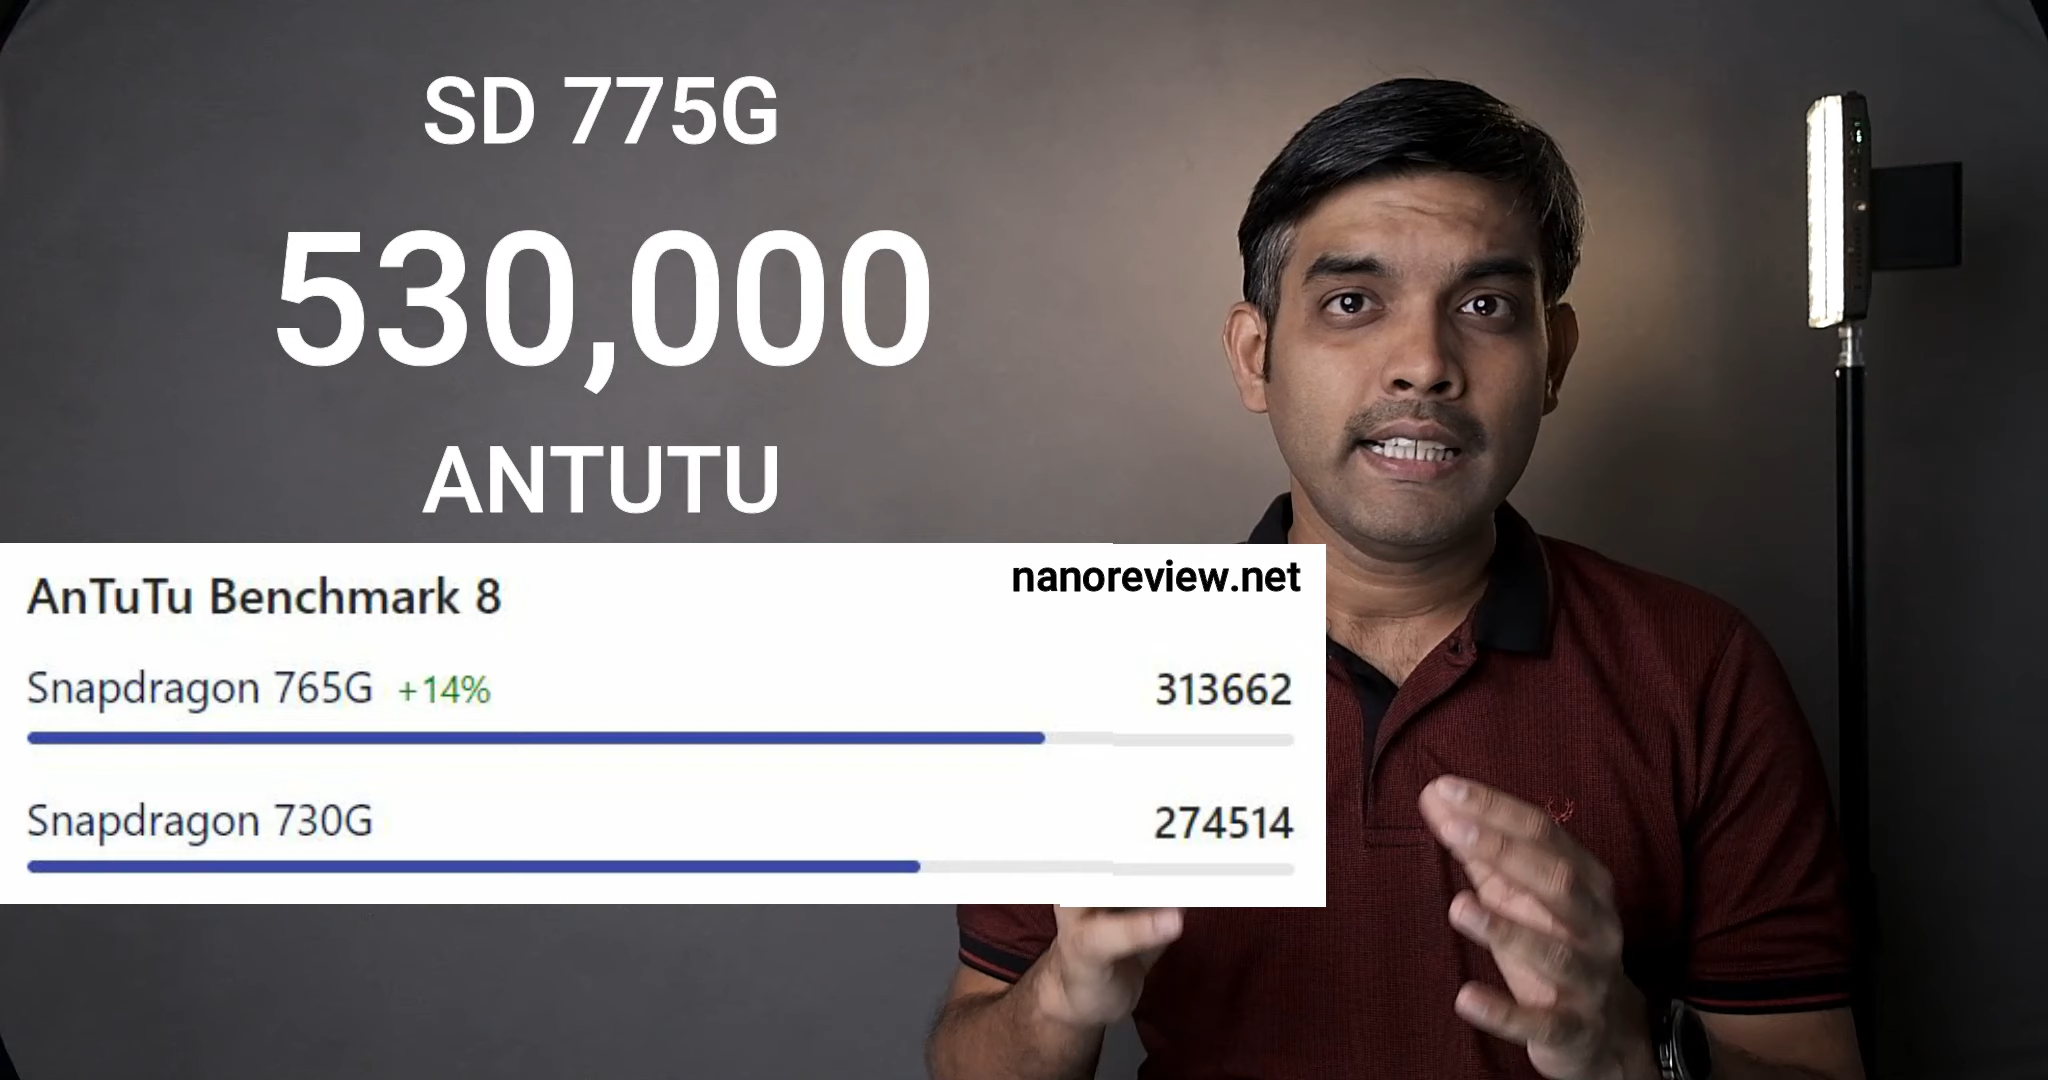 SD 775G
530,000
ANTUTU
nanoreview.net
AnTuTu Benchmark 8
Snapdragon 765G +14%
313662
Snapdragon 730G
274514